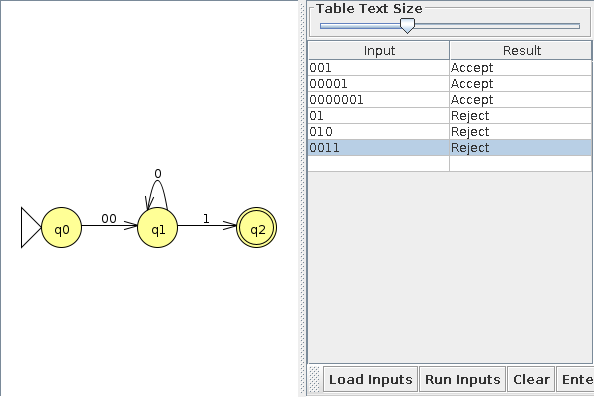 Table Text Size
Input Result
001 Accept
00001 Accept
0000001 Accept
01 Reject
010 Reject
0011 Reject
0
00 1
q0 q1 q2
Load Inputs Run Inputs Clear Ente